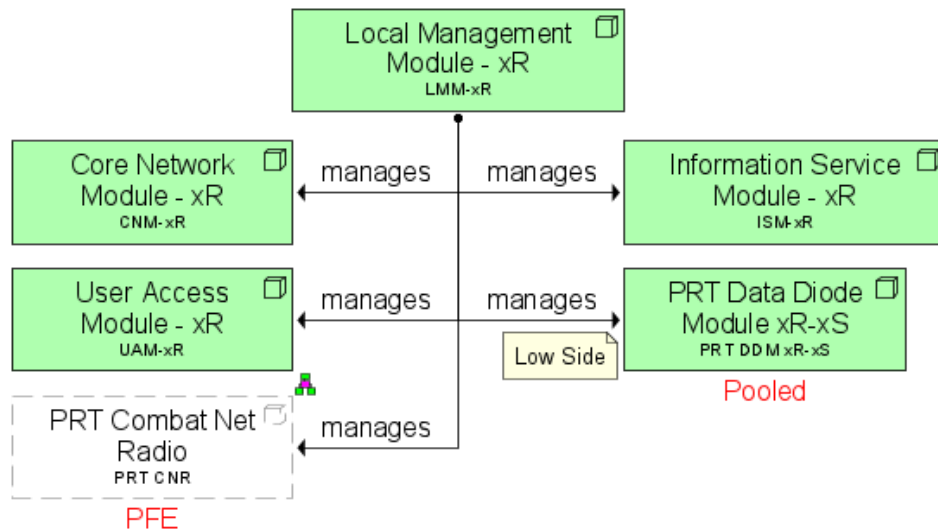 Local Management
Module - xR
LMM-xR
Core Network
Module - xR
CNM-xR
manages
manages
Information Service
Module - xR
ISM-xR
User Access
Module - xR
UAM-xR
manages
manages
PRT Data Diode
Module xR-xS
PRT DDM xR-xS
Low Side
Pooled
PRT Combat Net
Radio
PRT CNR
manages
PFE